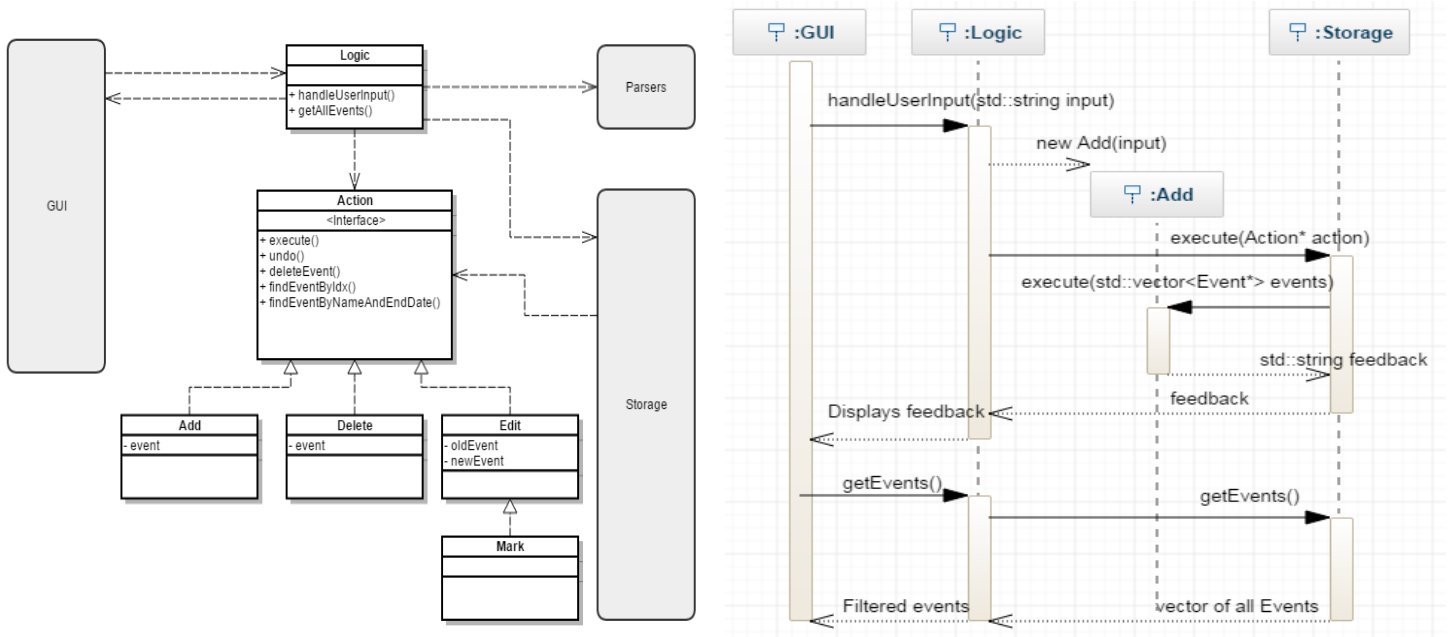 GUI
Logic
+ handleUserInput()
+ getAllEvents()
Parsers
Action
<Interface>
+ execute()
+ undo()
+ deleteEvent()
+ findEventByIdx()
+ findEventByNameAndEndDate()
Storage
Add
- event
Delete
- event
Edit
- oldEvent
- newEvent
Mark
:GUI
:Logic
:Storage
handleUserInput(std::string input)
new Add(input)
:Add
execute(Action* action)
execute(std::vector<Event*> events)
std::string feedback
feedback
Displays feedback
getEvents()
getEvents()
Filtered events
vector of all Events